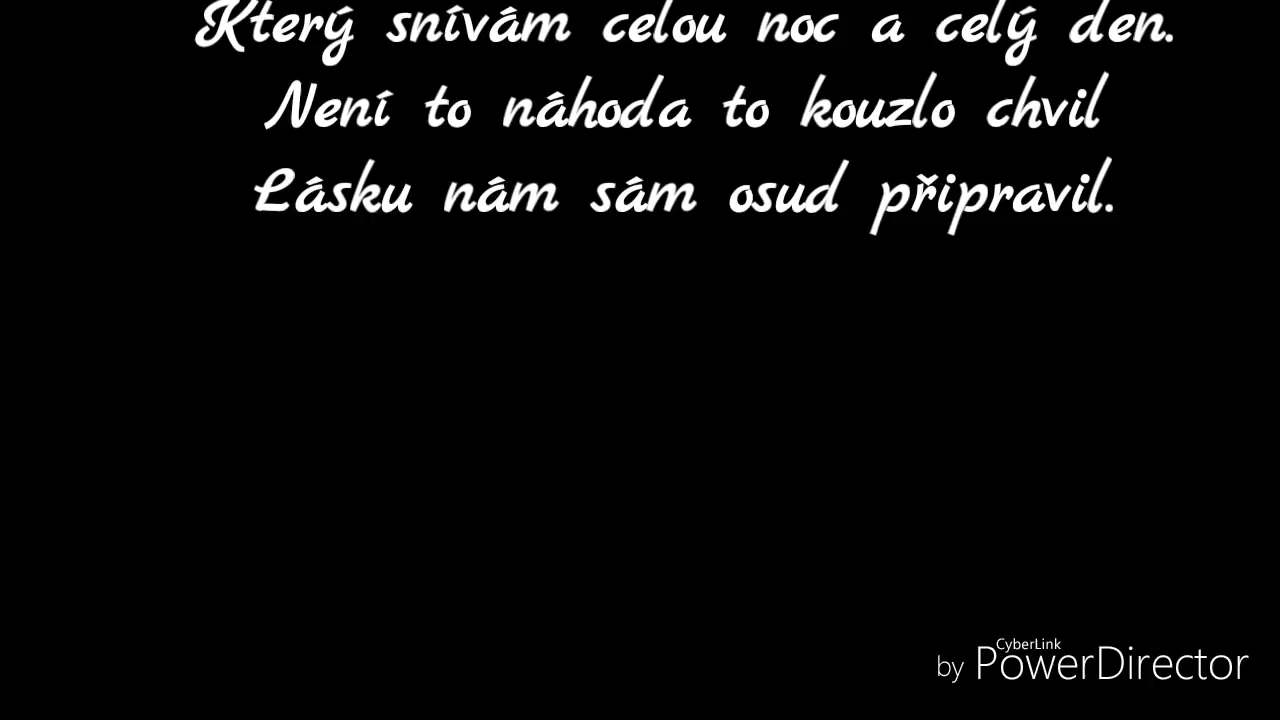 Který snívám celou noc a celý den.
Není to náhoda to kouzlo chvil
Lásku nám sám osud připravil.
CyberLink
by PowerDirector